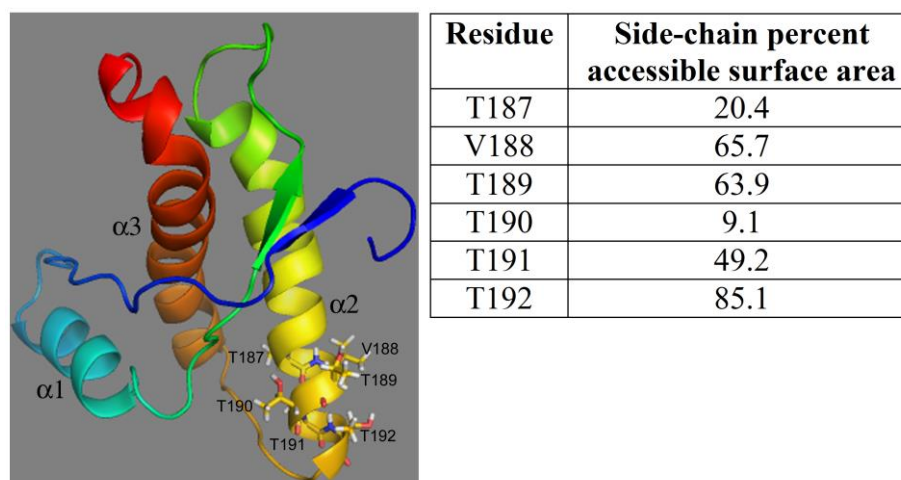 α3
α2
T187
V188
α1
T189
T190
T191
T192
Residue Side-chain percent
accessible surface area
T187 20.4
V188 65.7
T189 63.9
T190 9.1
T191 49.2
T192 85.1